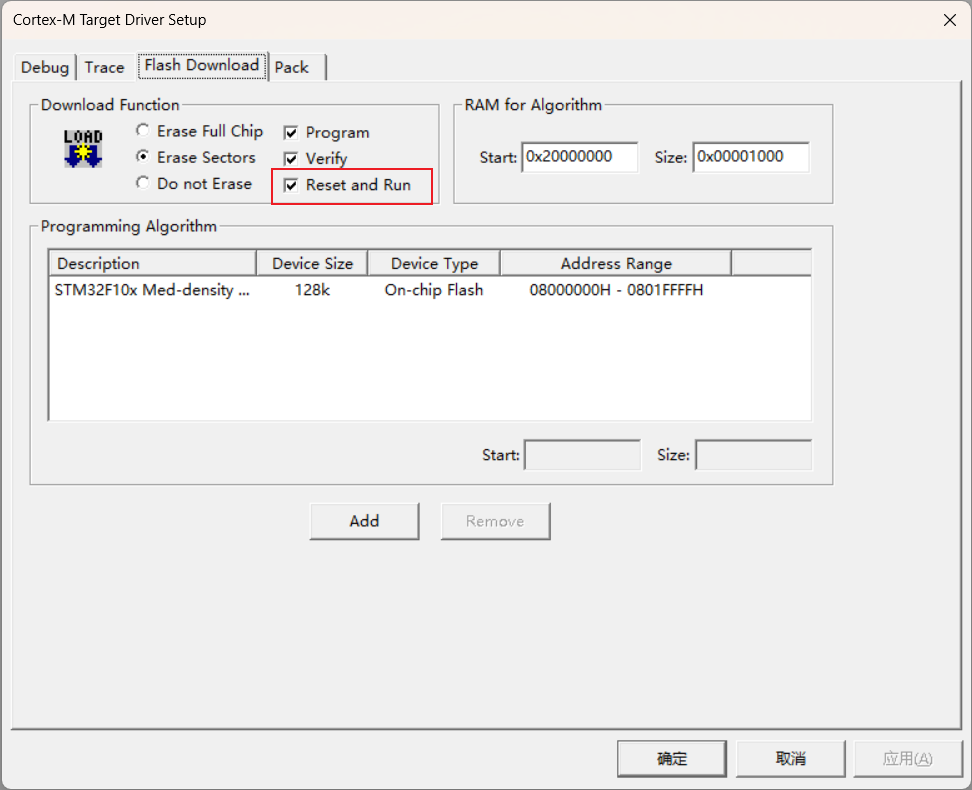 Cortex-M Target Driver Setup
Debug Trace Flash Download Pack
Download Function
LOAD
Erase Full Chip
Erase Sectors
Do not Erase
Program
Verify
Reset and Run
RAM for Algorithm
Start: 0x20000000 Size: 0x00001000
Programming Algorithm
Description Device Size Device Type Address Range
STM32F10x Med-density ... 128k On-chip Flash 08000000H - 0801FFFFH
Start: Size:
Add Remove
确定 取消 应用(A)